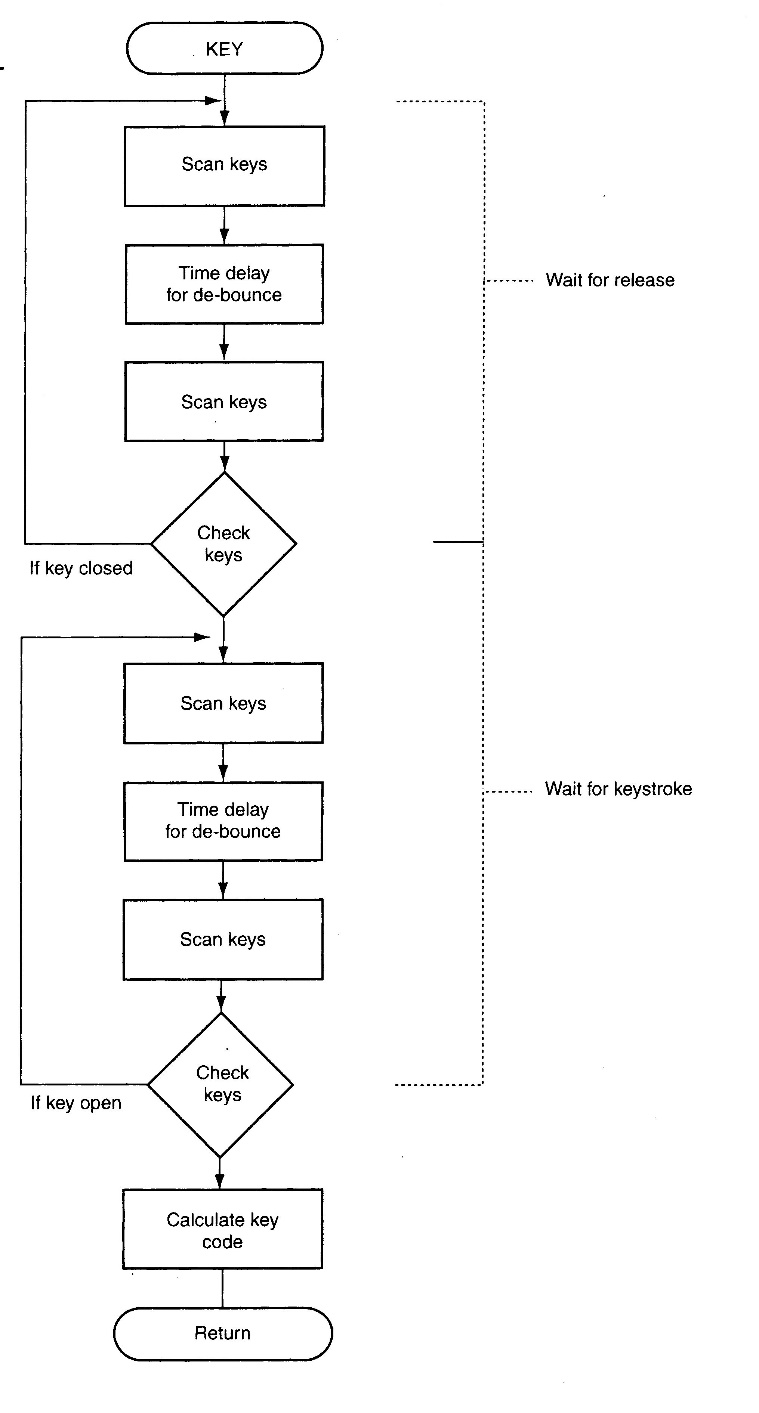 KEY
Scan keys
Time delay
for de-bounce
Wait for release
Scan keys
Check
keys
If key closed
Scan keys
Time delay
for de-bounce
Wait for keystroke
Scan keys
Check
keys
If key open
Calculate key
code
Return